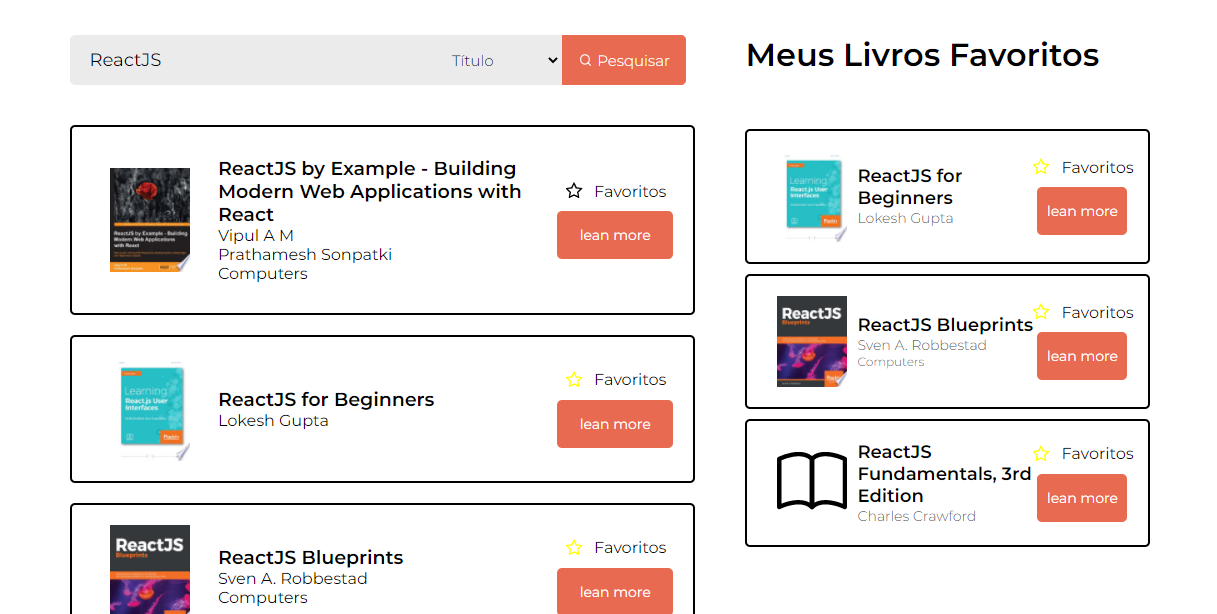 ReactJS
Título
Pesquisar
ReactJS by Example - Building
Modern Web Applications with
React
Vipul A M
Prathamesh Sonpatki
Computers
Favoritos
lean more
ReactJS by Example - Building
Modern Web Applications
with React
Learning
React.js User
Interfaces
Packt
ReactJS for Beginners
Lokesh Gupta
Favoritos
lean more
ReactJS
Blueprints
ReactJS Blueprints
Sven A. Robbestad
Computers
Favoritos
lean more
Meus Livros Favoritos
Learning
React.js User
Interfaces
Packt
ReactJS for
Beginners
Lokesh Gupta
Favoritos
lean more
ReactJS
Blueprints
Packt
ReactJS Blueprints
Sven A. Robbestad
Computers
Favoritos
lean more
ReactJS
Fundamentals, 3rd
Edition
Charles Crawford
Favoritos
lean more